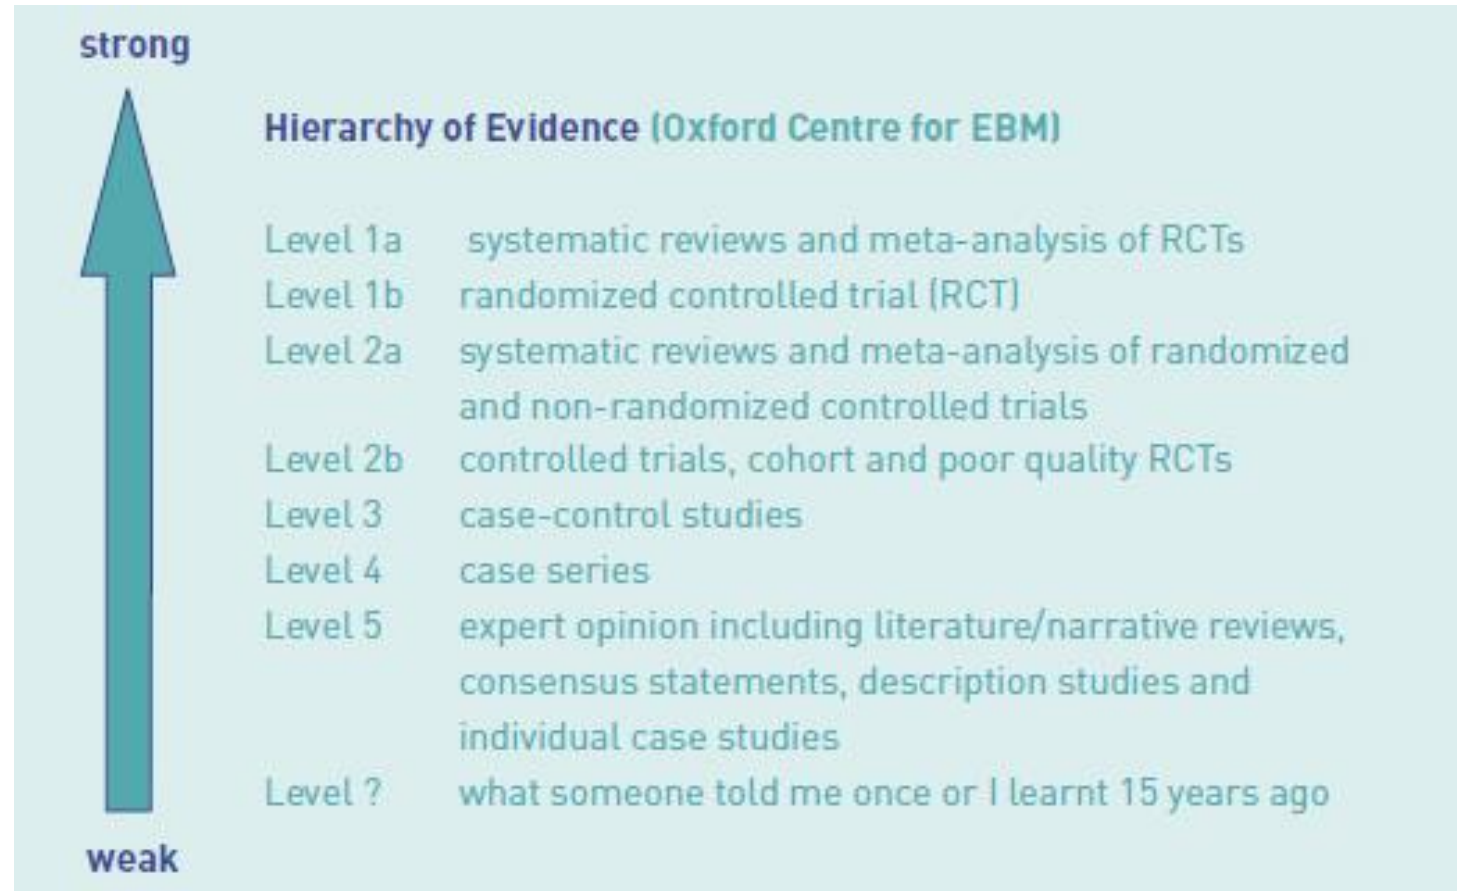 strong
Hierarchy of Evidence (Oxford Centre for EBM)
Level 1a systematic reviews and meta-analysis of RCTs
Level 1b randomized controlled trial (RCT)
Level 2a systematic reviews and meta-analysis of randomized
and non-randomized controlled trials
Level 2b controlled trials, cohort and poor quality RCTs
Level 3 case-control studies
Level 4 case series
Level 5 expert opinion including literature/narrative reviews,
consensus statements, description studies and
individual case studies
Level ? what someone told me once or I learnt 15 years ago
weak